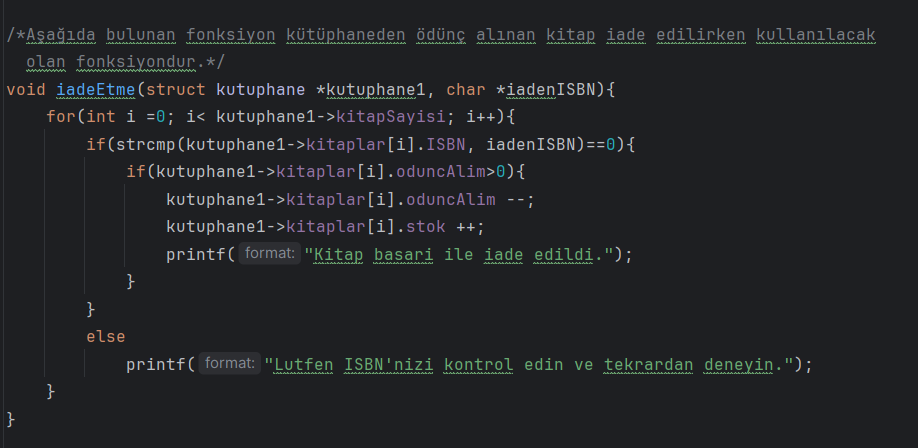 /*Aşağıda bulunan fonksiyon kütüphaneden ödünç alınan kitap iade edilirken kullanılacak
olan fonksiyondur.*/
void iadeEtme(struct kutuphane *kutuphane1, char *iadenISBN){
for(int i =0; i< kutuphane1->kitapSayisi; i++){
if(strcmp(kutuphane1->kitaplar[i].ISBN, iadenISBN)==0){
if(kutuphane1->kitaplar[i].oduncAlim>0){
kutuphane1->kitaplar[i].oduncAlim --;
kutuphane1->kitaplar[i].stok ++;
printf( format: "Kitap basari ile iade edildi.");
}
}
else
printf( format: "Lutfen ISBN'nizi kontrol edin ve tekrardan deneyin.");
}
}